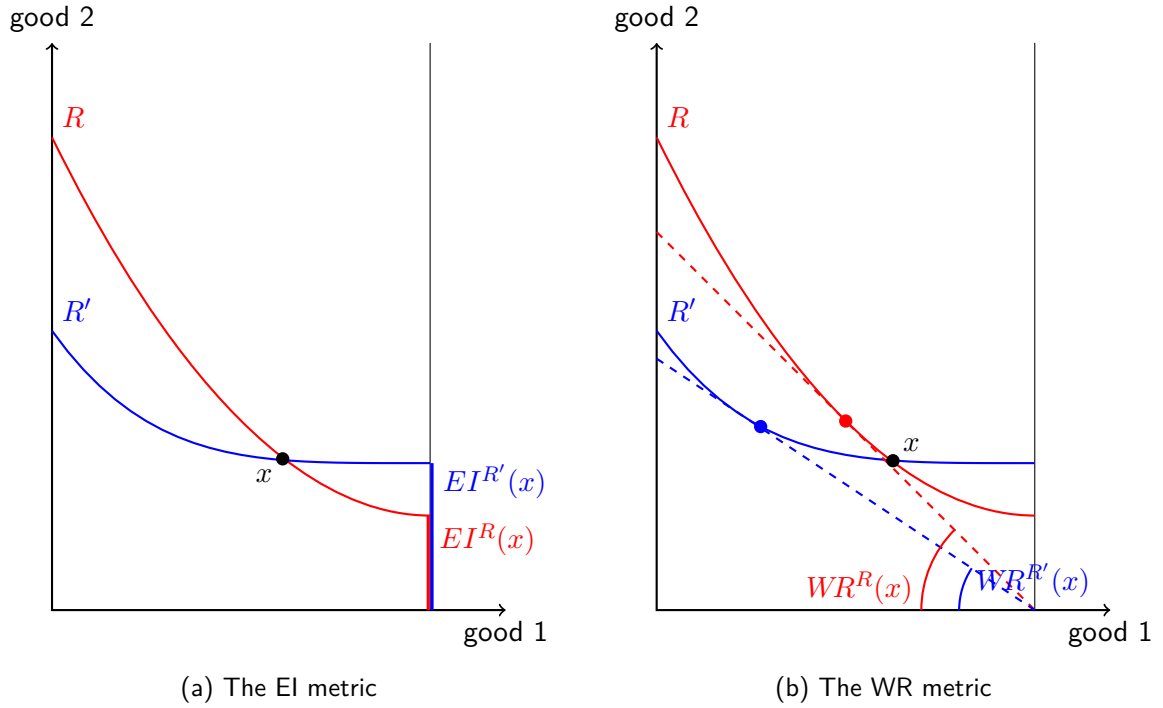 good 2
R
R′
x
EI^{R′}(x)
EI^R(x)
good 1
(a) The EI metric
good 2
R
R′
x
WR^R(x)
WR^{R′}(x)
good 1
(b) The WR metric